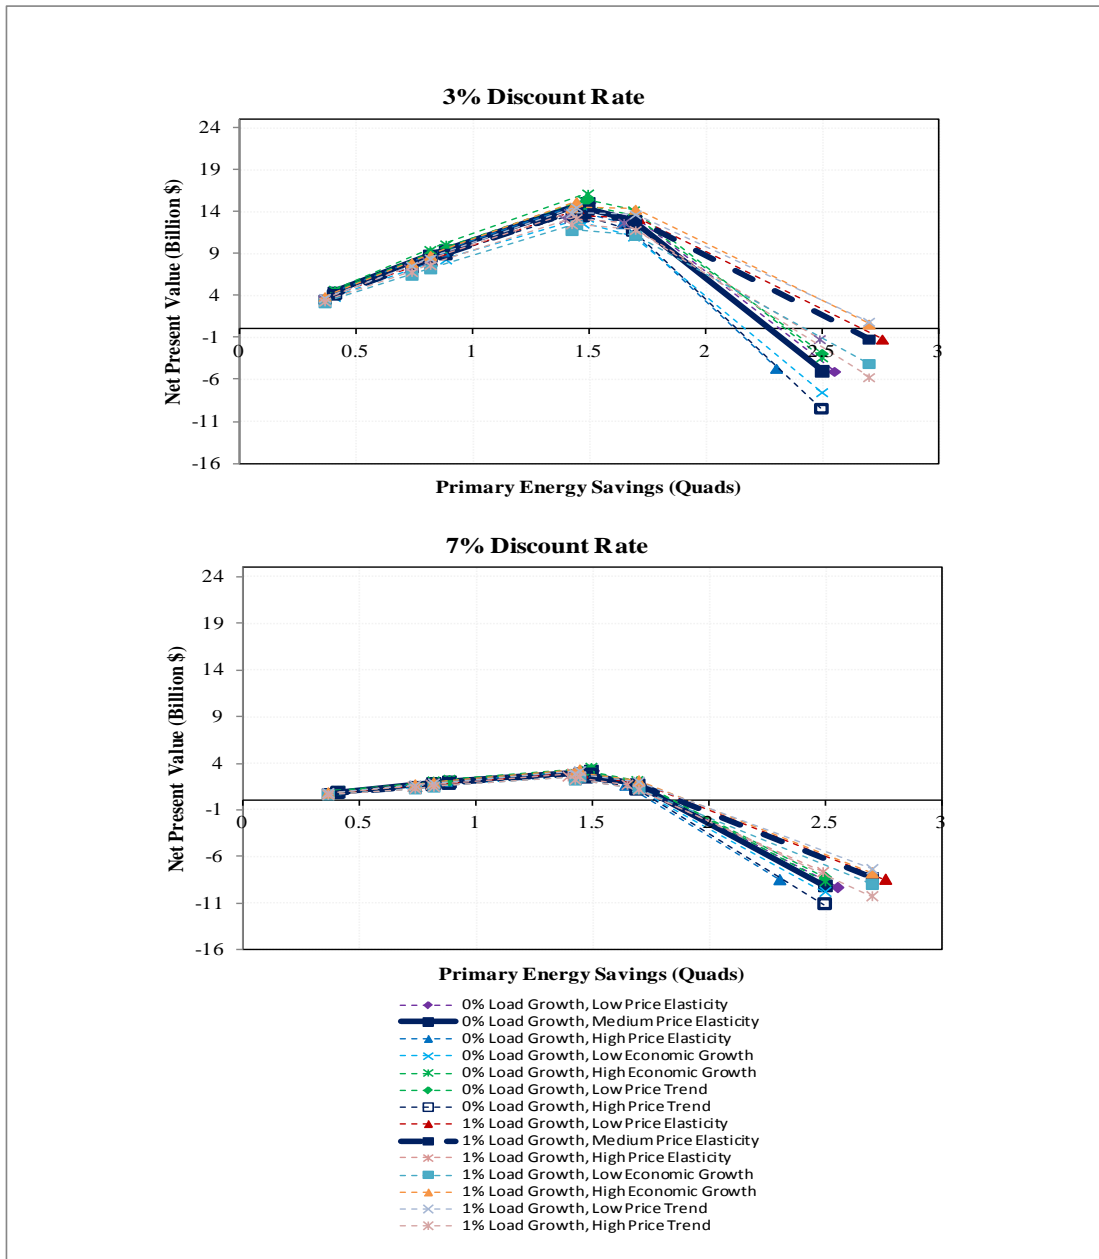 3% Discount Rate
24
19
14
9
4
-1
-6
-11
-16
0
0.5
1
1.5
2
2.5
3
Net Present Value (Billion $)
Primary Energy Savings (Quads)
7% Discount Rate
24
19
14
9
4
-1
-6
-11
-16
0
0.5
1
1.5
2
2.5
3
Net Present Value (Billion $)
Primary Energy Savings (Quads)
0% Load Growth, Low Price Elasticity
0% Load Growth, Medium Price Elasticity
0% Load Growth, High Price Elasticity
0% Load Growth, Low Economic Growth
0% Load Growth, High Economic Growth
0% Load Growth, Low Price Trend
0% Load Growth, High Price Trend
1% Load Growth, Low Price Elasticity
1% Load Growth, Medium Price Elasticity
1% Load Growth, High Price Elasticity
1% Load Growth, Low Economic Growth
1% Load Growth, High Economic Growth
1% Load Growth, Low Price Trend
1% Load Growth, High Price Trend